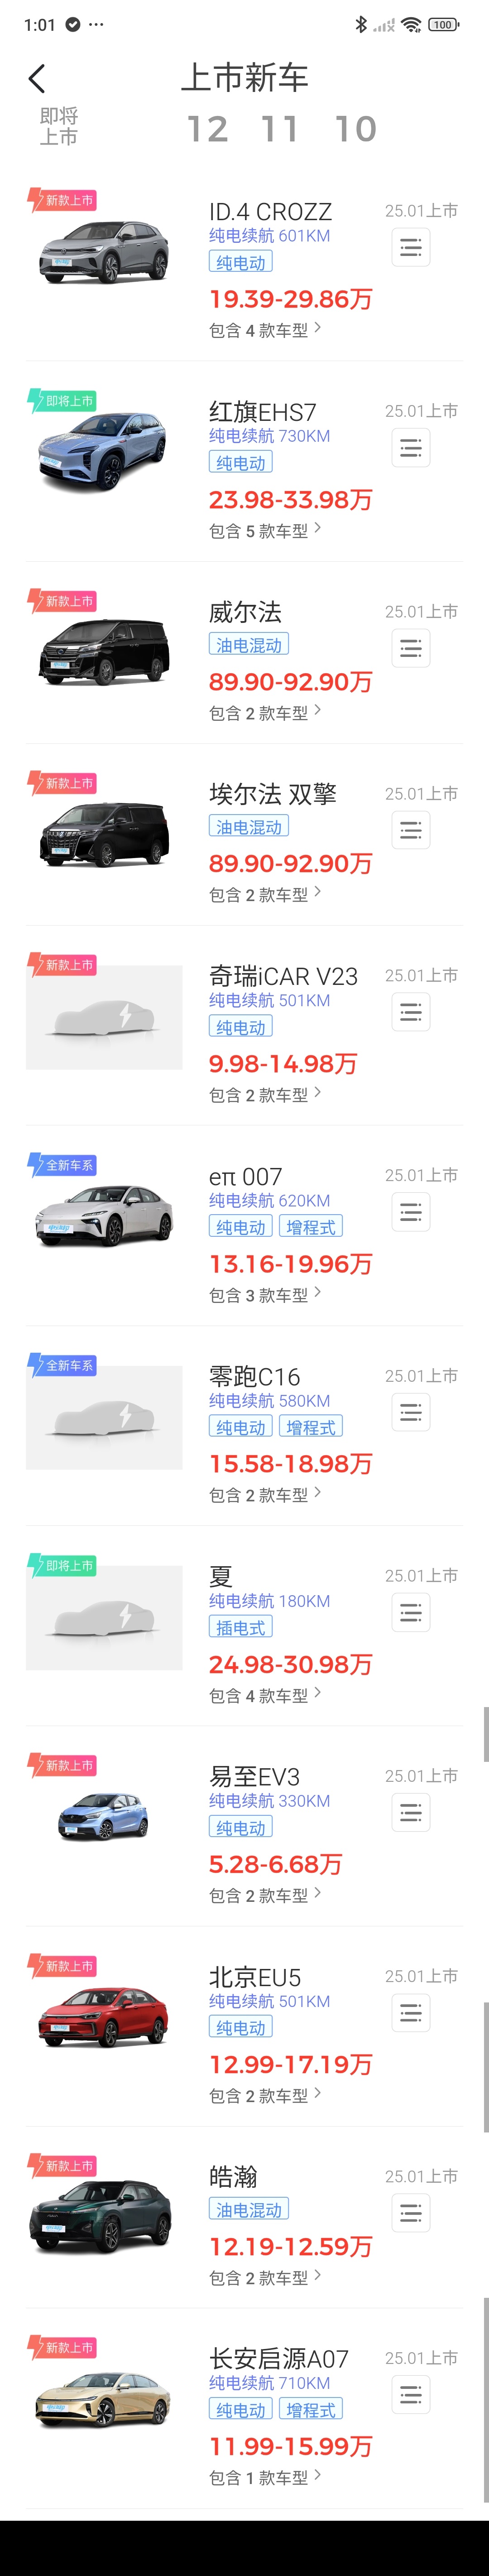 1:01
100
上市新车
即将
上市
12 11 10
新款上市
ID.4 CROZZ
25.01上市
纯电续航 601KM
纯电动
19.39-29.86万
包含 4 款车型
即将上市
红旗EHS7
25.01上市
纯电续航 730KM
纯电动
23.98-33.98万
包含 5 款车型
新款上市
威尔法
25.01上市
油电混动
89.90-92.90万
包含 2 款车型
新款上市
埃尔法 双擎
25.01上市
油电混动
89.90-92.90万
包含 2 款车型
新款上市
奇瑞iCAR V23
25.01上市
纯电续航 501KM
纯电动
9.98-14.98万
包含 2 款车型
全新车系
eπ 007
25.01上市
纯电续航 620KM
纯电动 增程式
13.16-19.96万
包含 3 款车型
全新车系
零跑C16
25.01上市
纯电续航 580KM
纯电动 增程式
15.58-18.98万
包含 2 款车型
即将上市
夏
25.01上市
纯电续航 180KM
插电式
24.98-30.98万
包含 4 款车型
新款上市
易至EV3
25.01上市
纯电续航 330KM
纯电动
5.28-6.68万
包含 2 款车型
新款上市
北京EU5
25.01上市
纯电续航 501KM
纯电动
12.99-17.19万
包含 2 款车型
新款上市
皓瀚
25.01上市
油电混动
12.19-12.59万
包含 2 款车型
新款上市
长安启源A07
25.01上市
纯电续航 710KM
纯电动 增程式
11.99-15.99万
包含 1 款车型